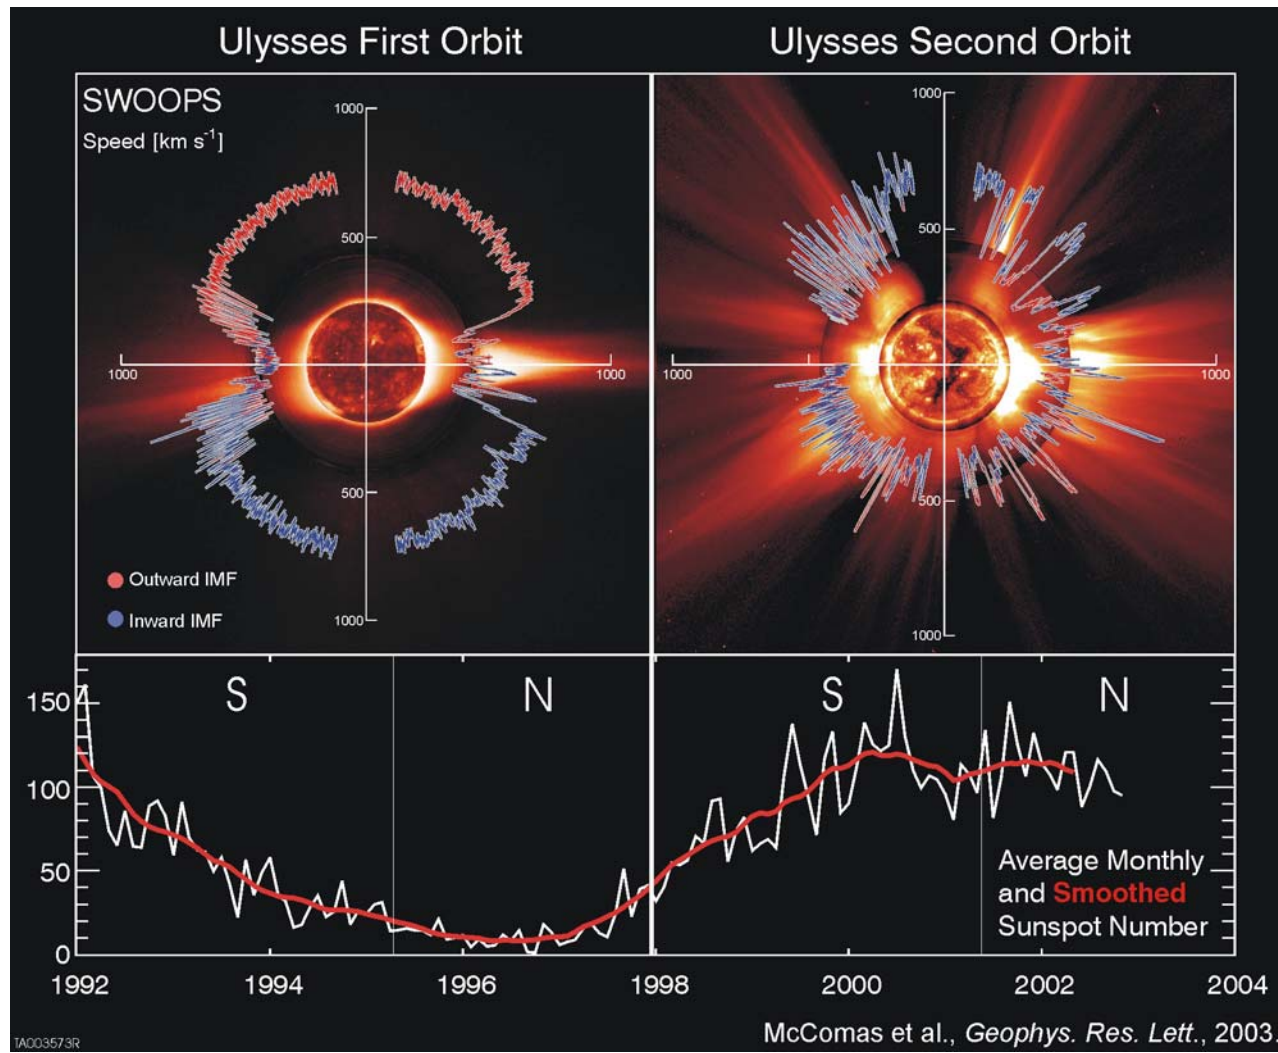 Ulysses First Orbit
Ulysses Second Orbit
SWOOPS
Speed [km s⁻¹]
1000
500
1000
1000
500
1000
Outward IMF
Inward IMF
1000
500
1000
1000
500
1000
S
N
S
N
150
100
50
0
Average Monthly
and Smoothed
Sunspot Number
1992
1994
1996
1998
2000
2002
2004
McComas et al., Geophys. Res. Lett., 2003.
TA003573R